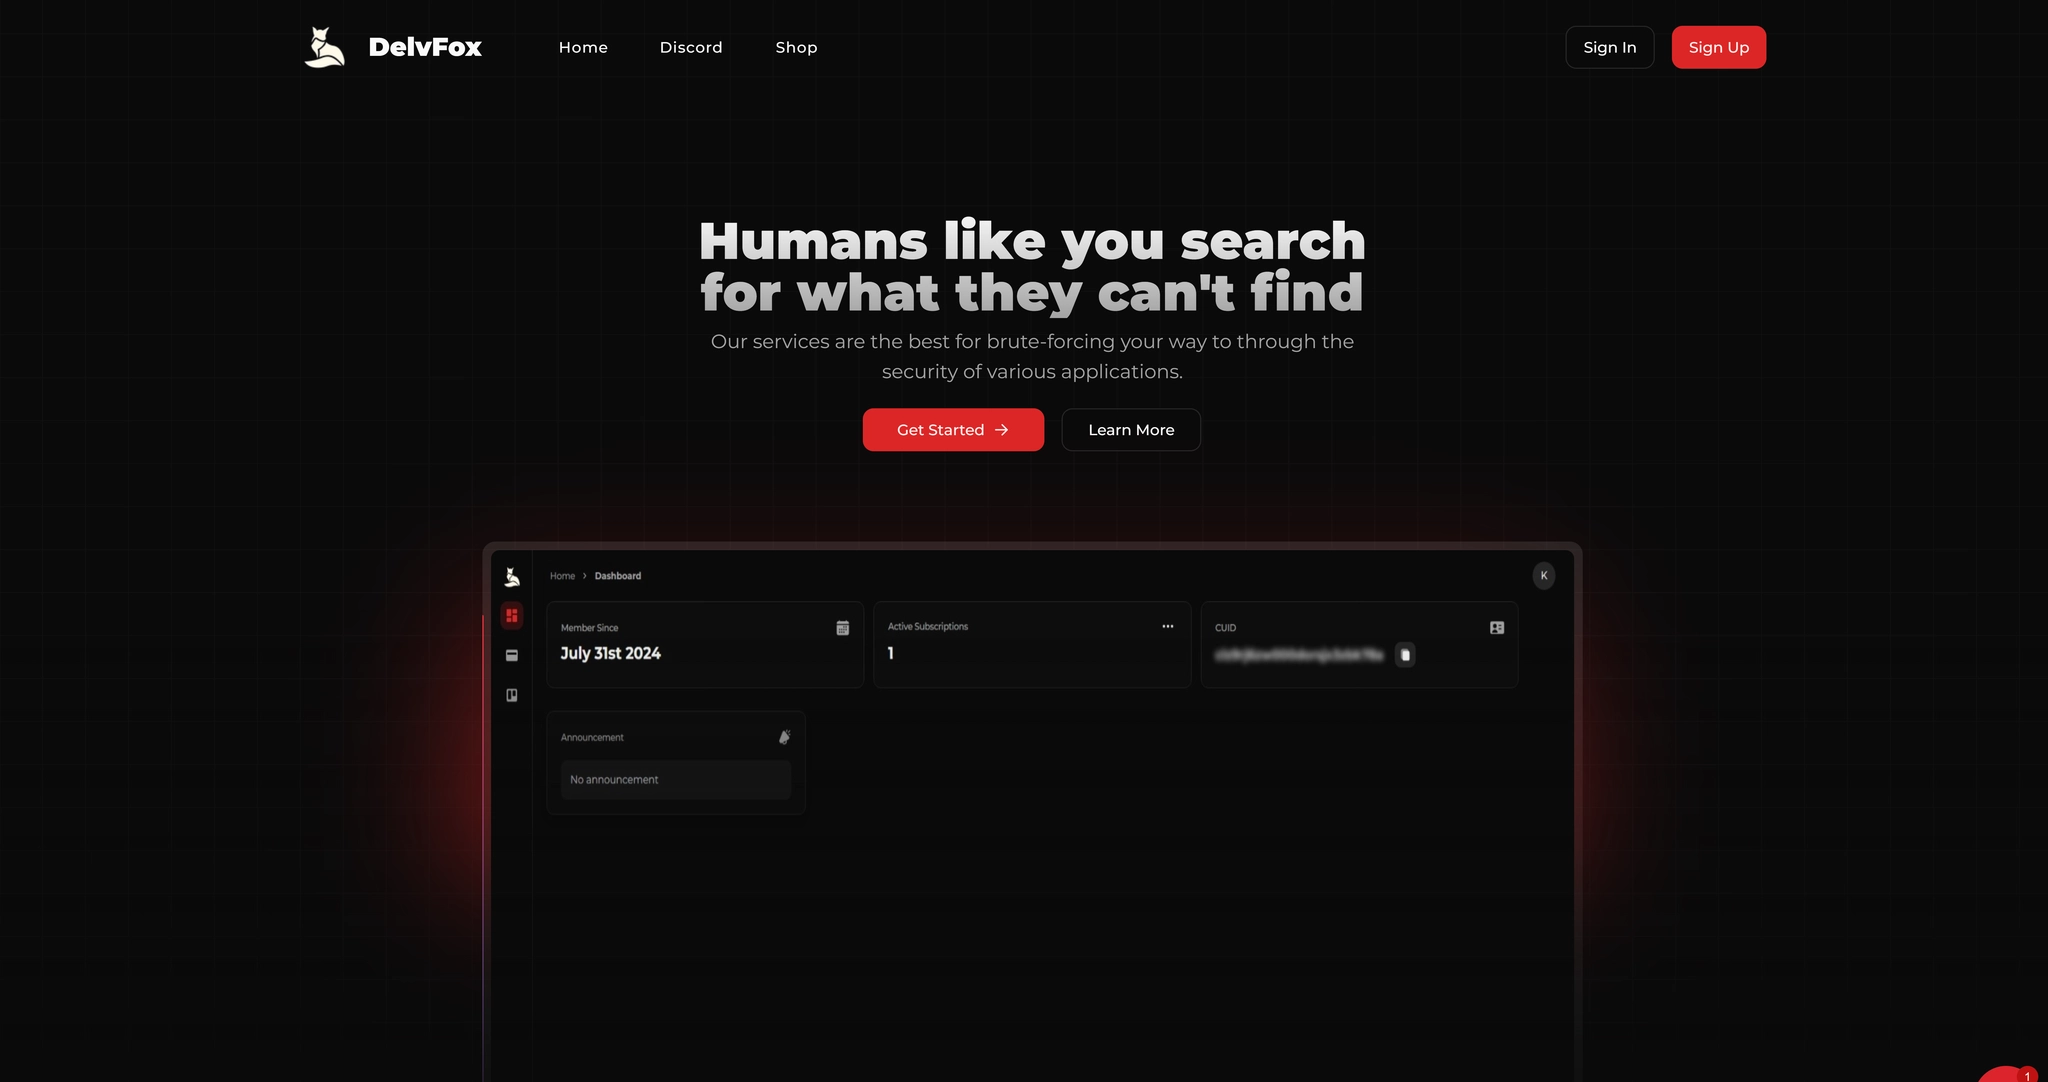 DelvFox
Home
Discord
Shop
Sign In
Sign Up
Humans like you search
for what they can't find
Our services are the best for brute-forcing your way to through the
security of various applications.
Get Started →
Learn More
Home › Dashboard
K
Member Since
July 31st 2024
Active Subscriptions
1
CUID
Announcement
No announcement
1